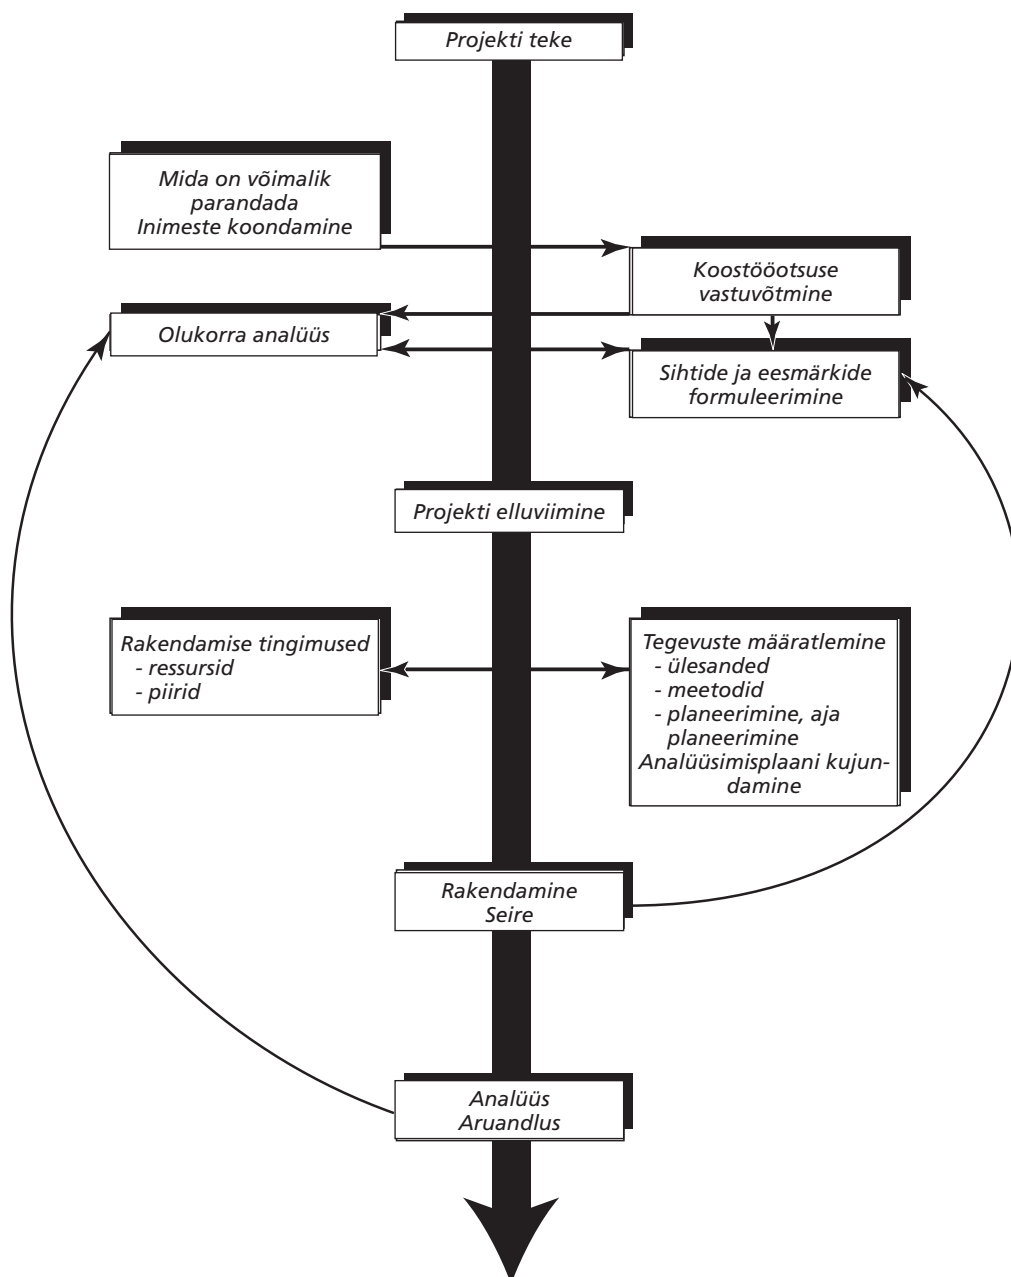 Projekti teke
Mida on võimalik
parandada
Inimeste koondamine
Koostööotsuse
vastuvõtmine
Olukorra analüüs
Sihtide ja eesmärkide
formuleerimine
Projekti elluviimine
Rakendamise tingimused
- ressursid
- piirid
Tegevuste määratlemine
- ülesanded
- meetodid
- planeerimine, aja
planeerimine
Analüüsimisplaani kujun-
damine
Rakendamine
Seire
Analüüs
Aruandlus